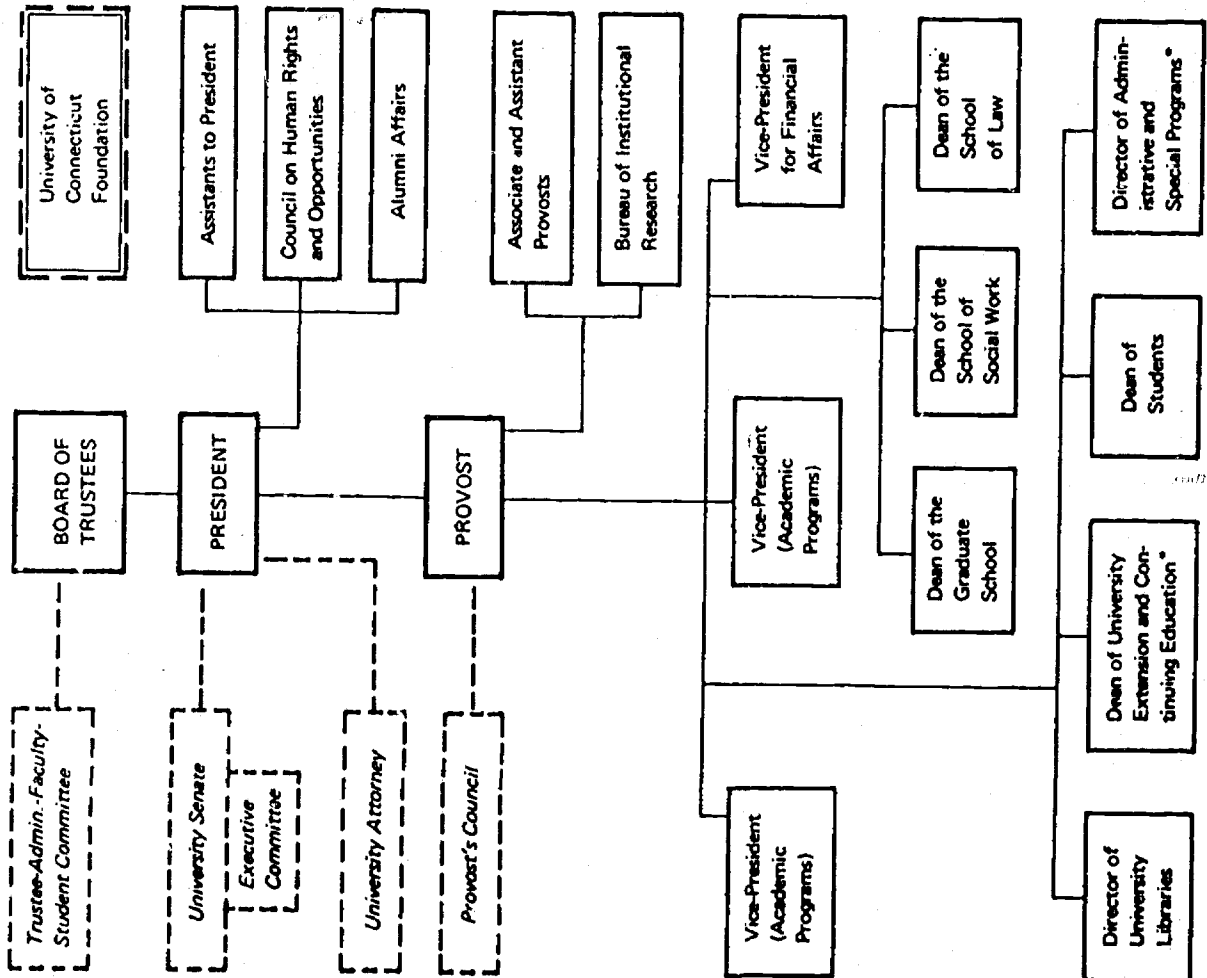 University of
Connecticut
Foundation
BOARD OF
TRUSTEES
Trustee-Admin.-Faculty-
Student Committee
Assistants to President
Council on Human Rights
and Opportunities
Alumni Affairs
PRESIDENT
University Senate
Executive
Committee
University Attorney
Associate and Assistant
Provosts
Bureau of Institutional
Research
PROVOST
Provost's Council
Vice-President
(Academic
Programs)
Vice-President
(Academic
Programs)
Vice-President
for Financial
Affairs
Dean of the
Graduate
School
Dean of the
School of
Social Work
Dean of the
School
of Law
Director of
University
Libraries
Dean of University
Extension and Con-
tinuing Education*
Dean of
Students
Director of Admin-
istrative and
Special Programs*